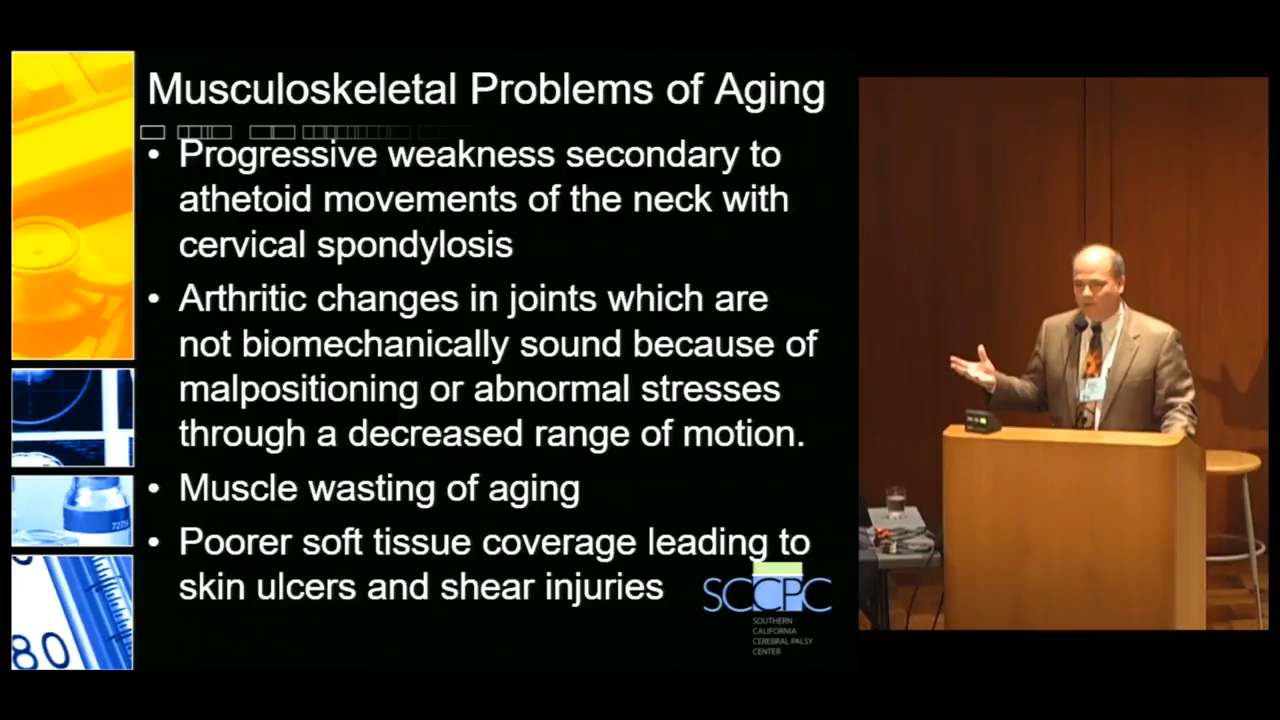 Musculoskeletal Problems of Aging
• Progressive weakness secondary to
athetoid movements of the neck with
cervical spondylosis
• Arthritic changes in joints which are
not biomechanically sound because of
malpositioning or abnormal stresses
through a decreased range of motion.
• Muscle wasting of aging
• Poorer soft tissue coverage leading to
skin ulcers and shear injuries
SCCPC
SOUTHERN
CALIFORNIA
CEREBRAL PALSY
CENTER
80